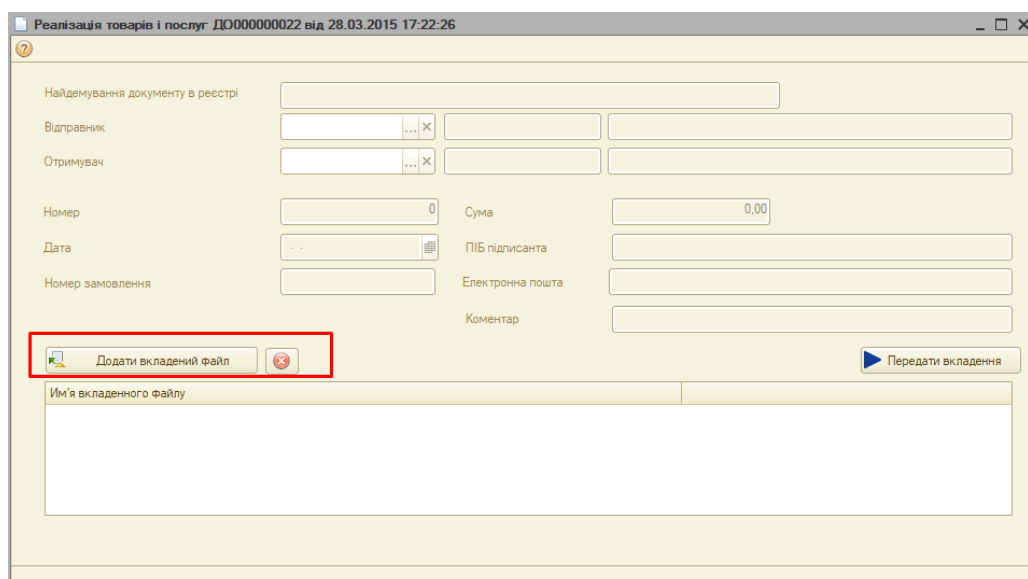 Реалізація товарів і послуг ДО000000022 від 28.03.2015 17:22:26
Найдемування документу в реєстрі
Відправник ...
Отримувач ...
Номер 0 Сума 0,00
Дата . . ПІБ підписанта
Номер замовлення Електронна пошта
Коментар
Додати вкладений файл Передати вкладення
Им'я вкладенного файлу